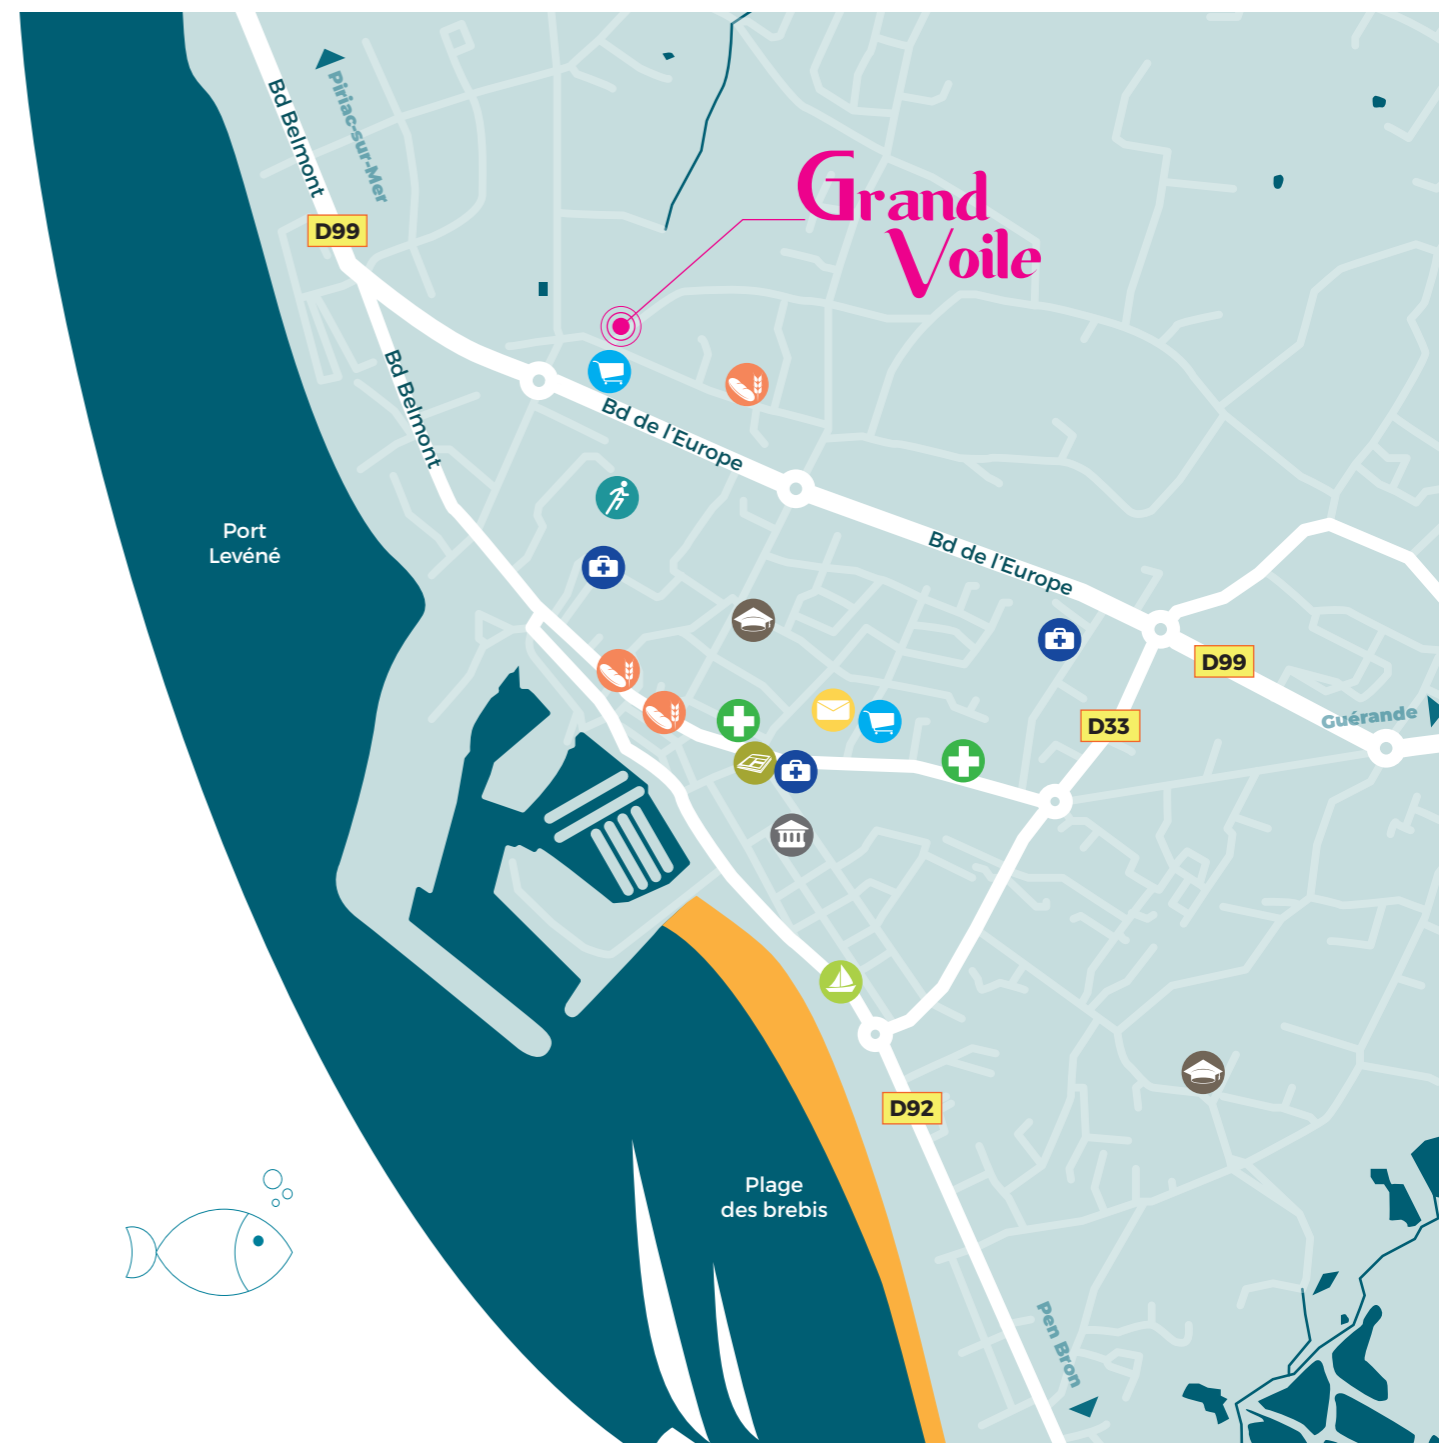 Bd Belmont
Piriac-sur-Mer
D99
Grand
Voile
Bd Belmont
Bd de l'Europe
Port
Levéné
Bd de l'Europe
D99
D33
Guérande
D92
Plage
des brebis
Pen Bron